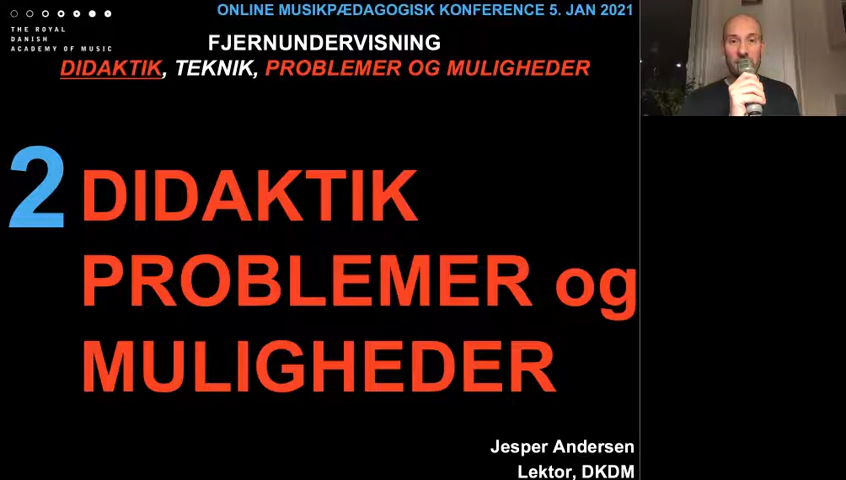 ONLINE MUSIKPÆDAGOGISK KONFERENCE 5. JAN 2021
THE ROYAL
DANISH
ACADEMY OF MUSIC
FJERNUNDERVISNING
DIDAKTIK, TEKNIK, PROBLEMER OG MULIGHEDER
2 DIDAKTIK
PROBLEMER og
MULIGHEDER
Jesper Andersen
Lektor, DKDM